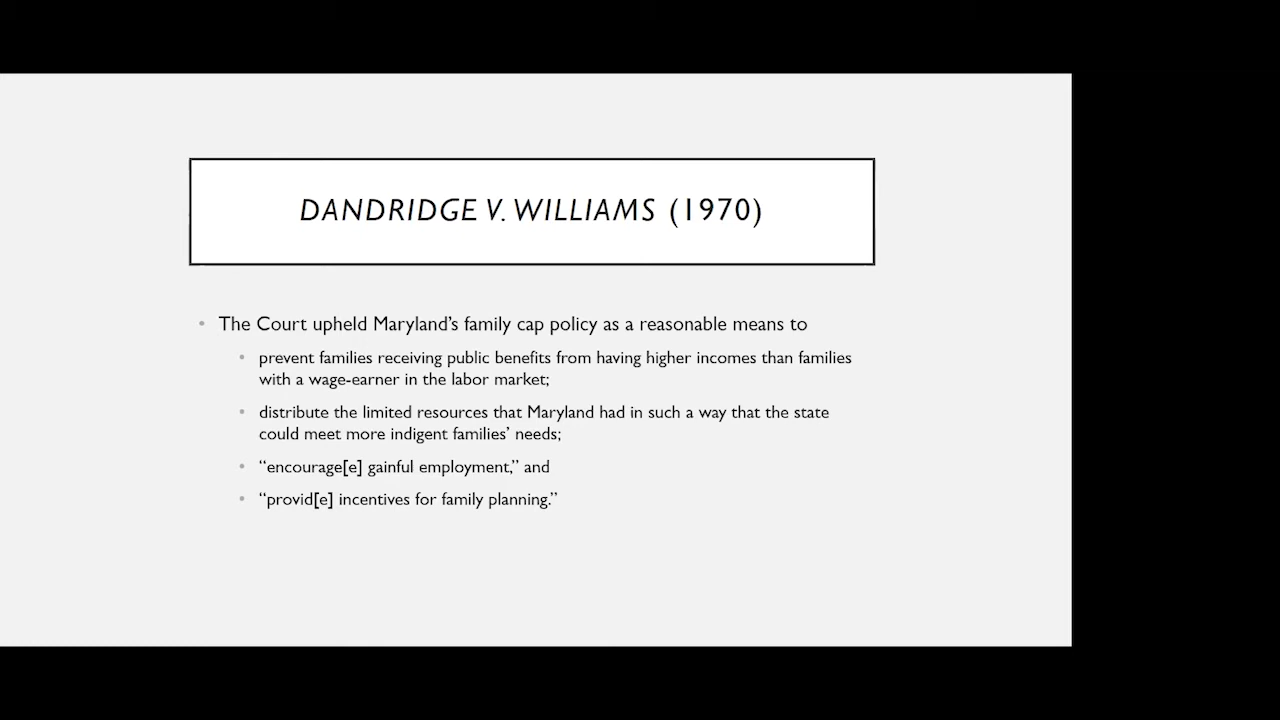 DANDRIDGE V. WILLIAMS (1970)
• The Court upheld Maryland’s family cap policy as a reasonable means to
• prevent families receiving public benefits from having higher incomes than families
with a wage-earner in the labor market;
• distribute the limited resources that Maryland had in such a way that the state
could meet more indigent families’ needs;
• “encourage[e] gainful employment,” and
• “provid[e] incentives for family planning.”